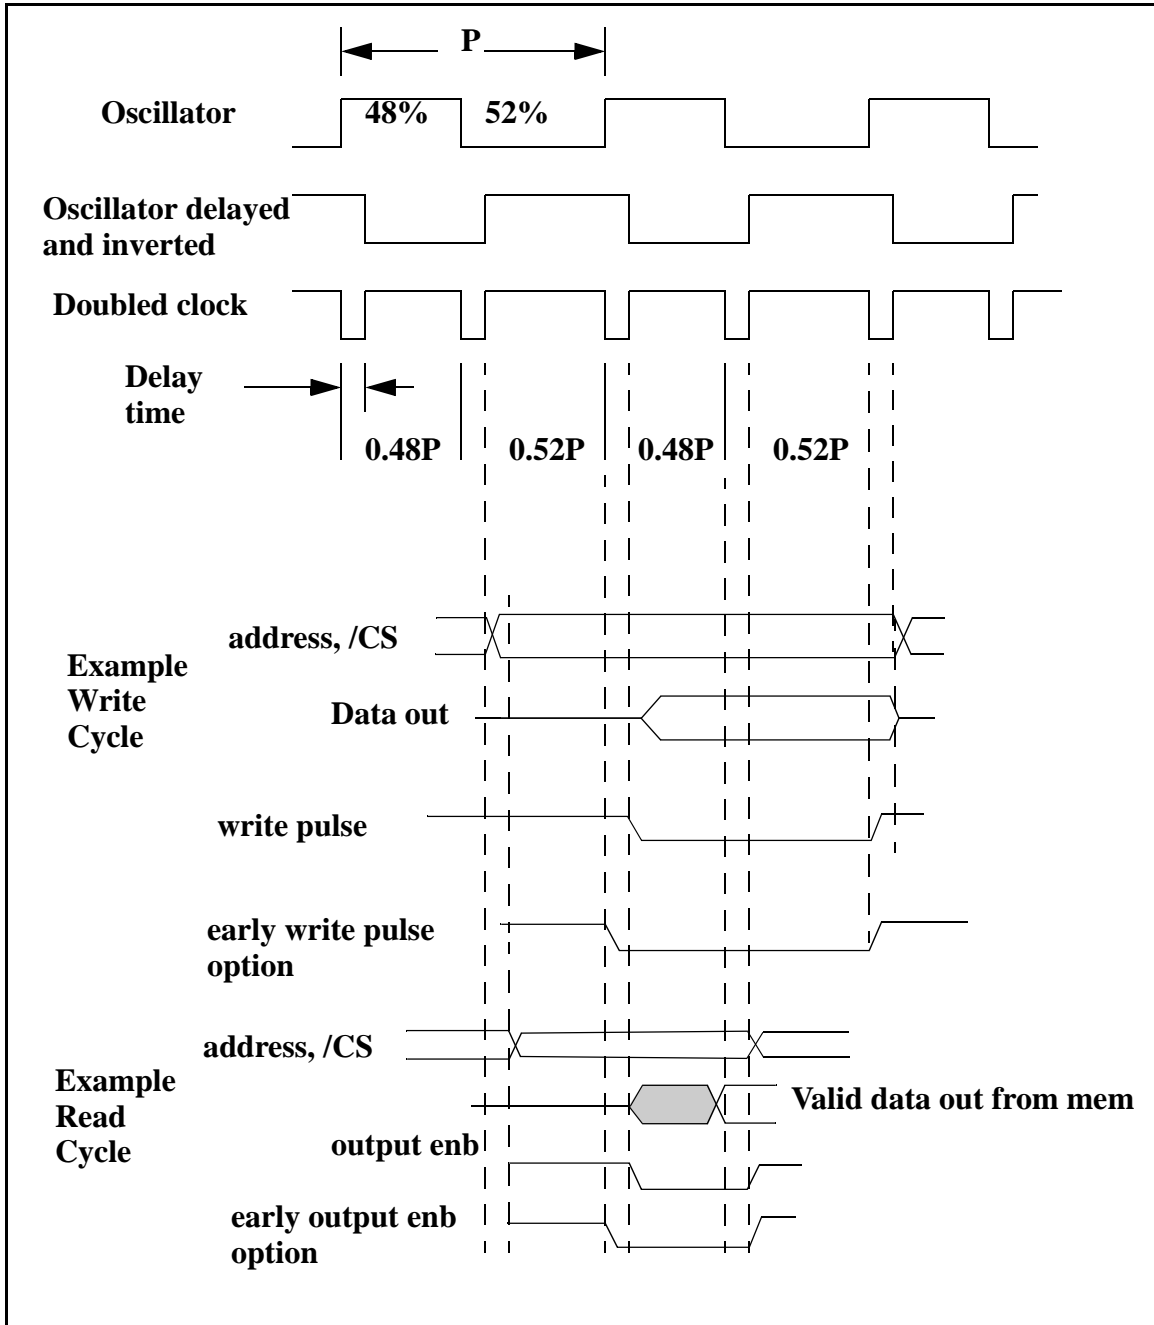 P
Oscillator
48% 52%
Oscillator delayed
and inverted
Doubled clock
Delay
time
0.48P 0.52P 0.48P 0.52P
address, /CS
Example
Write
Cycle
Data out
write pulse
early write pulse
option
address, /CS
Example
Read
Cycle
Valid data out from mem
output enb
early output enb
option